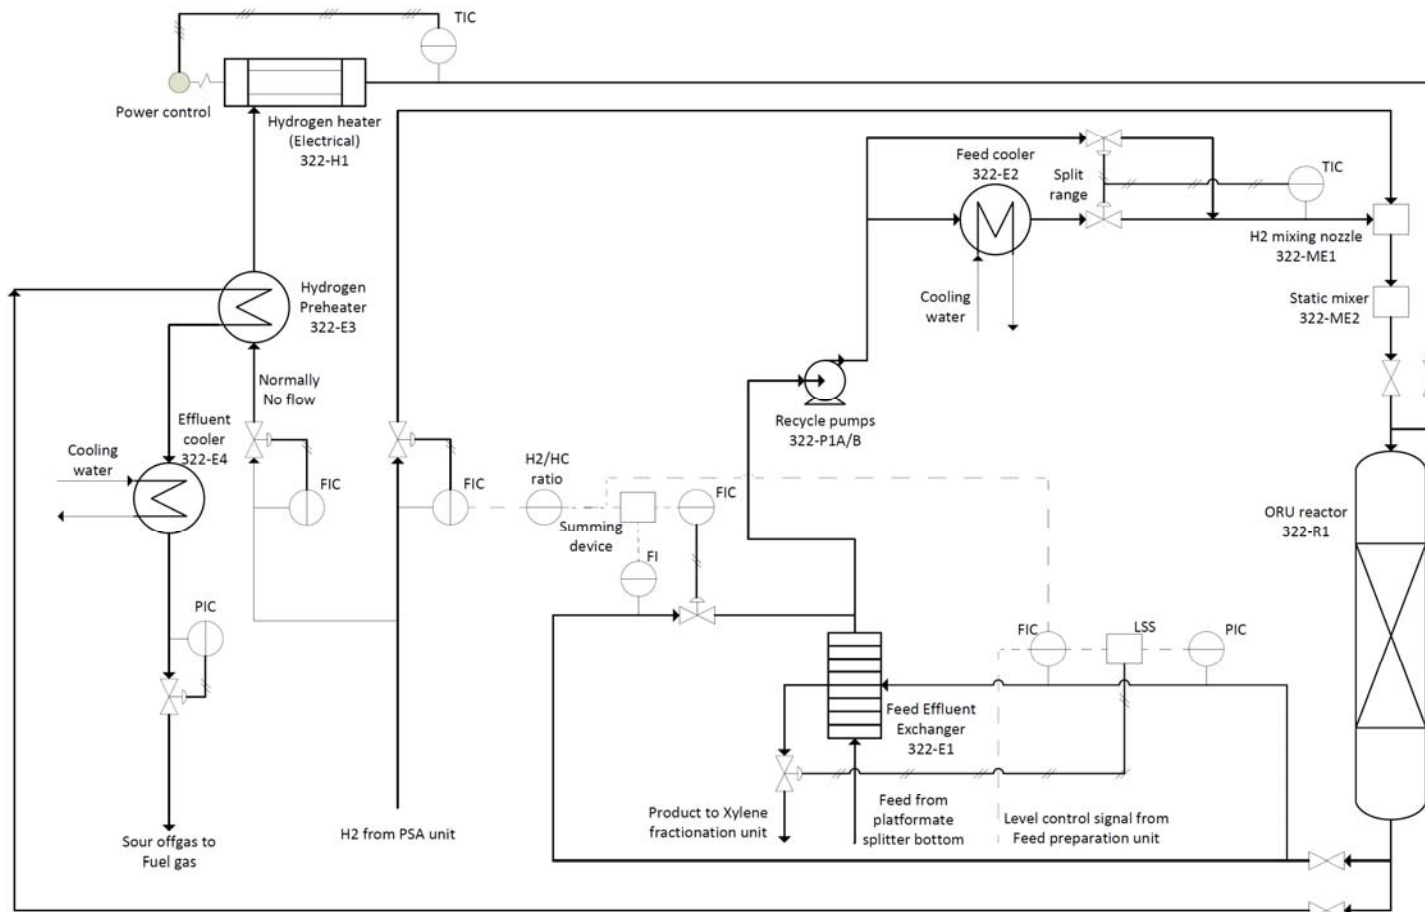 TIC
Power control
Hydrogen heater
(Electrical)
322-H1
Feed cooler
322-E2
Split
range
TIC
H2 mixing nozzle
322-ME1
Cooling
water
Static mixer
322-ME2
Hydrogen
Preheater
322-E3
Normally
No flow
Effluent
cooler
322-E4
Cooling
water
Recycle pumps
322-P1A/B
FIC
FIC
H2/HC
ratio
Summing
device
FIC
FI
ORU reactor
322-R1
PIC
FIC
LSS
PIC
Feed Effluent
Exchanger
322-E1
Product to Xylene
fractionation unit
Feed from
platformate
splitter bottom
Level control signal from
Feed preparation unit
H2 from PSA unit
Sour offgas to
Fuel gas